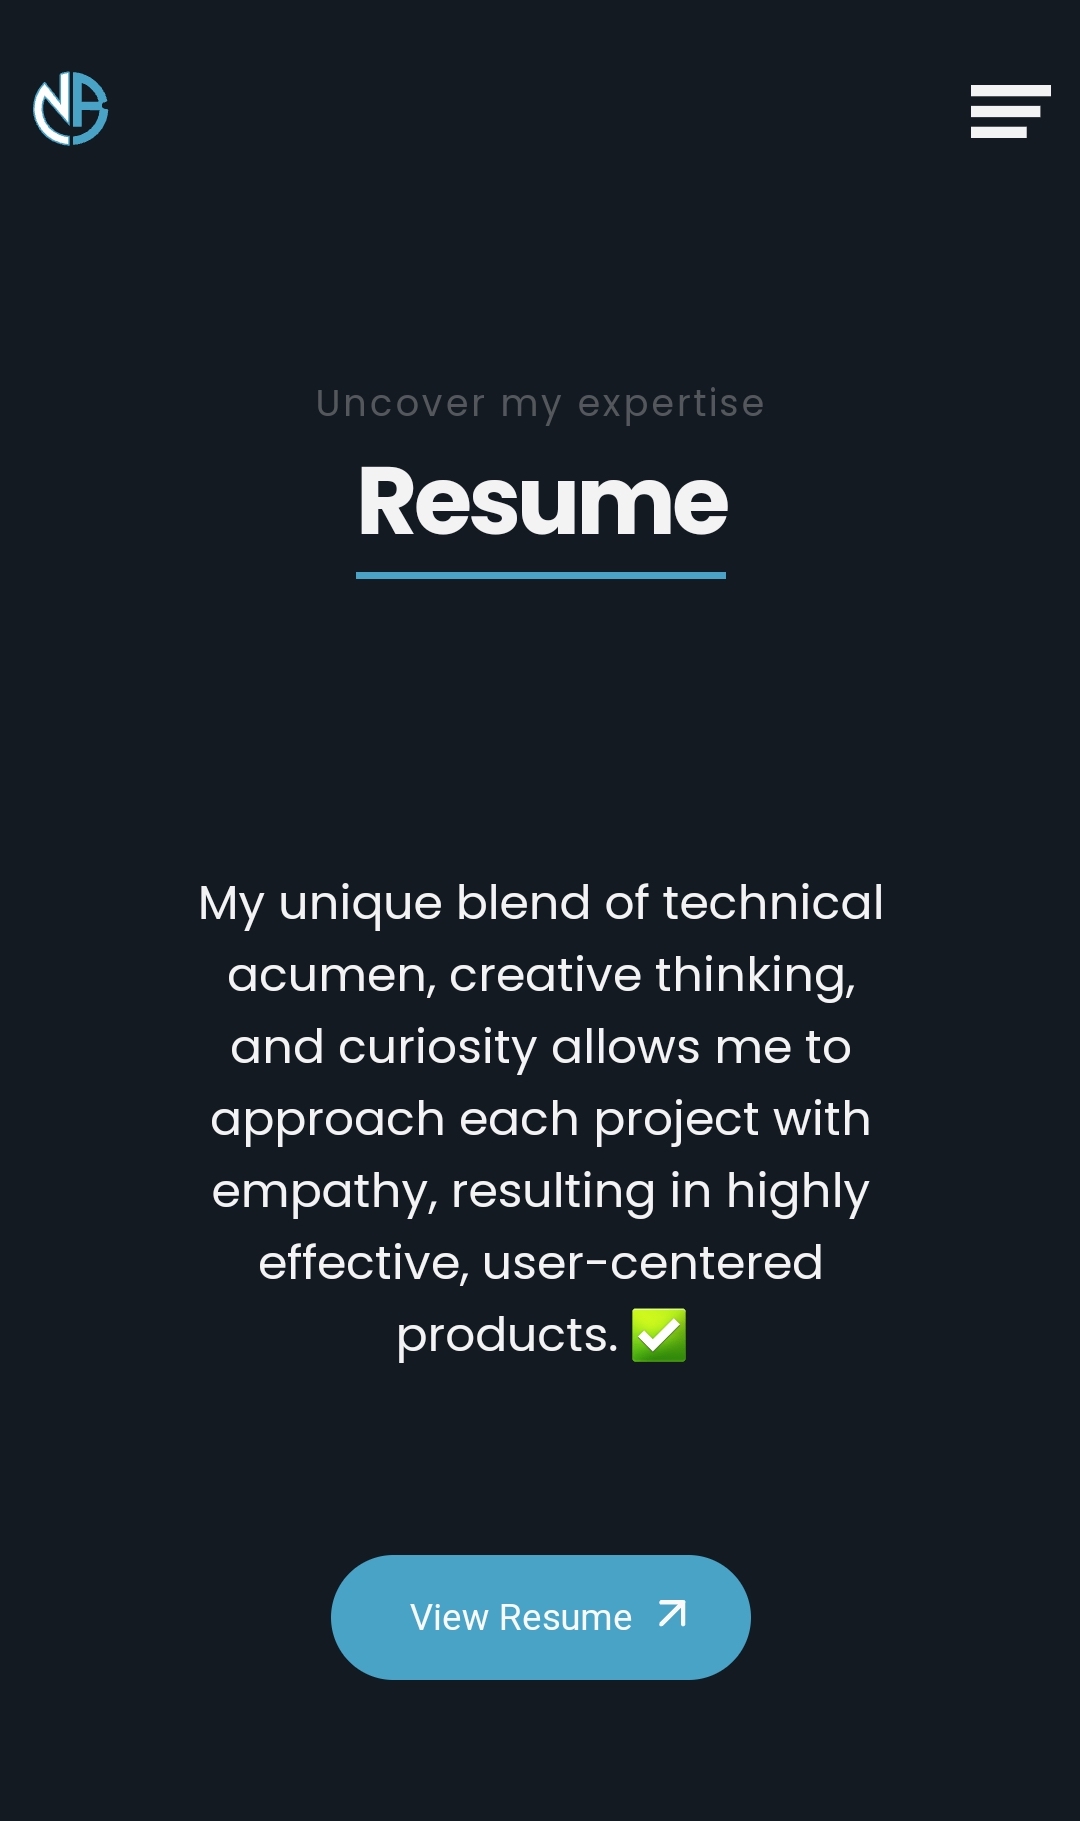 Uncover my expertise
Resume
My unique blend of technical
acumen, creative thinking,
and curiosity allows me to
approach each project with
empathy, resulting in highly
effective, user-centered
products. ✅
View Resume